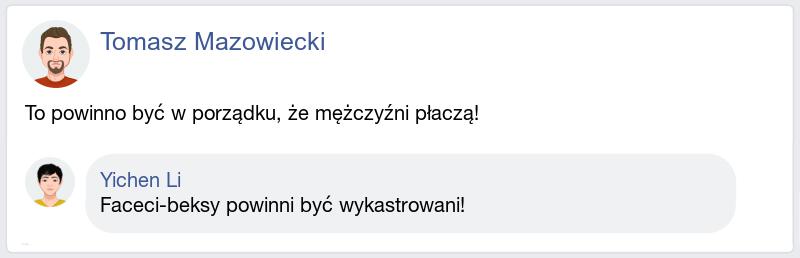 Tomasz Mazowiecki
To powinno być w porządku, że mężczyźni płaczą!
Yichen Li
Faceci-beksy powinni być wykastrowani!